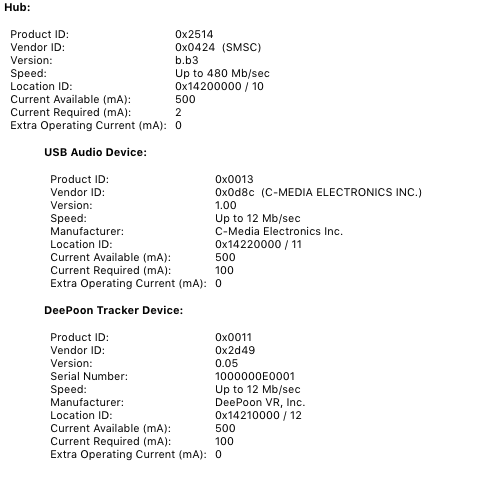 Hub:
Product ID: 0x2514
Vendor ID: 0x0424 (SMSC)
Version: b.b3
Speed: Up to 480 Mb/sec
Location ID: 0x14200000 / 10
Current Available (mA): 500
Current Required (mA): 2
Extra Operating Current (mA): 0
USB Audio Device:
Product ID: 0x0013
Vendor ID: 0x0d8c (C-MEDIA ELECTRONICS INC.)
Version: 1.00
Speed: Up to 12 Mb/sec
Manufacturer: C-Media Electronics Inc.
Location ID: 0x14220000 / 11
Current Available (mA): 500
Current Required (mA): 100
Extra Operating Current (mA): 0
DeePoon Tracker Device:
Product ID: 0x0011
Vendor ID: 0x2d49
Version: 0.05
Serial Number: 1000000E0001
Speed: Up to 12 Mb/sec
Manufacturer: DeePoon VR, Inc.
Location ID: 0x14210000 / 12
Current Available (mA): 500
Current Required (mA): 100
Extra Operating Current (mA): 0